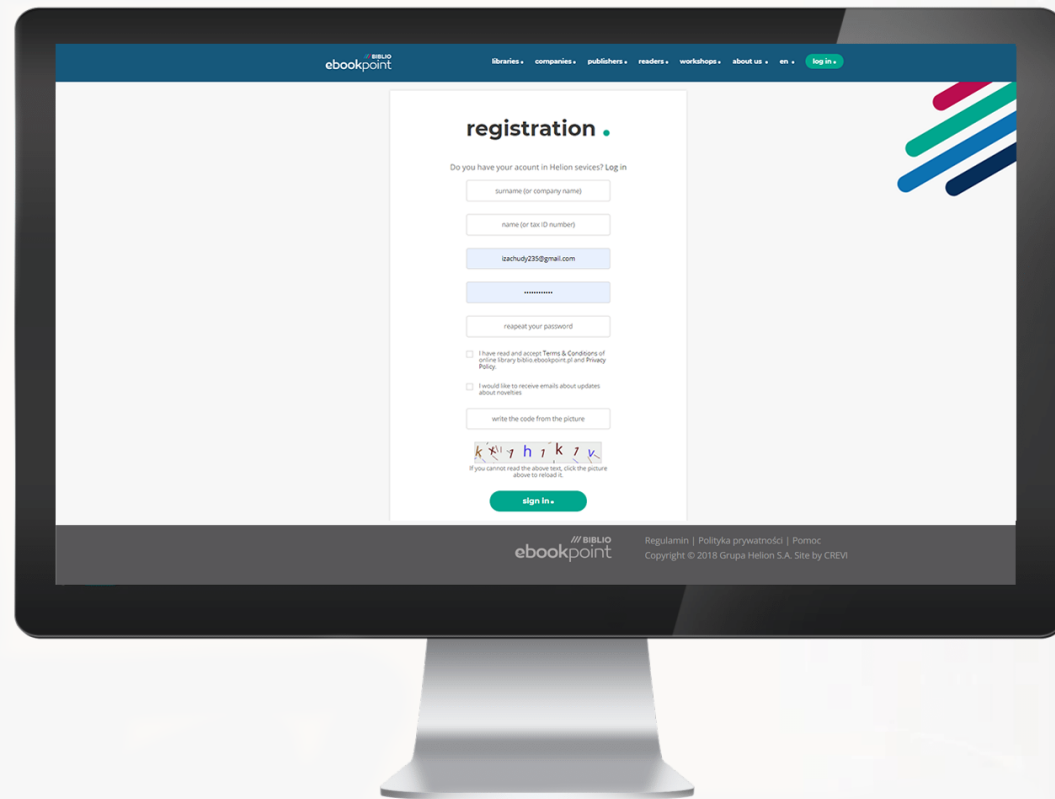 /// BIBLIO
ebookpoint
libraries
companies
publishers
readers
workshops
about us
en
log in
registration
Do you have your acount in Helion sevices? Log in
surname (or company name)
name (or tax ID number)
izachudy235@gmail.com
••••••••••••
reapeat your password
I have read and accept Terms & Conditions of
online library biblio.ebookpoint.pl and Privacy
Policy.
I would like to receive emails about updates
about novelties
write the code from the picture
If you cannot read the above text, click the picture
above to reload it.
sign in
/// BIBLIO
ebookpoint
Regulamin | Polityka prywatności | Pomoc
Copyright © 2018 Grupa Helion S.A. Site by CREVI